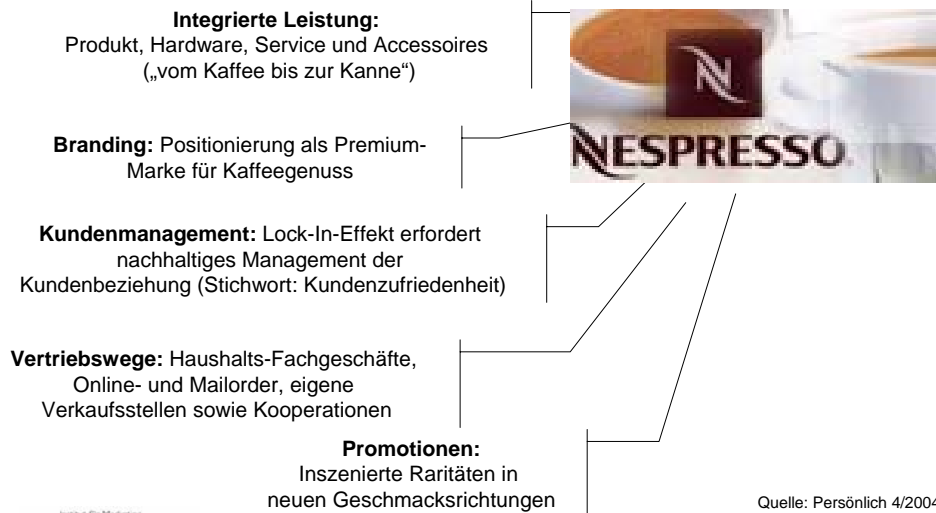 Integrierte Leistung:
Produkt, Hardware, Service und Accessoires
(„vom Kaffee bis zur Kanne“)
NESPRESSO
Branding: Positionierung als Premium-
Marke für Kaffeegenuss
Kundenmanagement: Lock-In-Effekt erfordert
nachhaltiges Management der
Kundenbeziehung (Stichwort: Kundenzufriedenheit)
Vertriebswege: Haushalts-Fachgeschäfte,
Online- und Mailorder, eigene
Verkaufsstellen sowie Kooperationen
Promotionen:
Inszenierte Raritäten in
neuen Geschmacksrichtungen
Quelle: Persönlich 4/2004